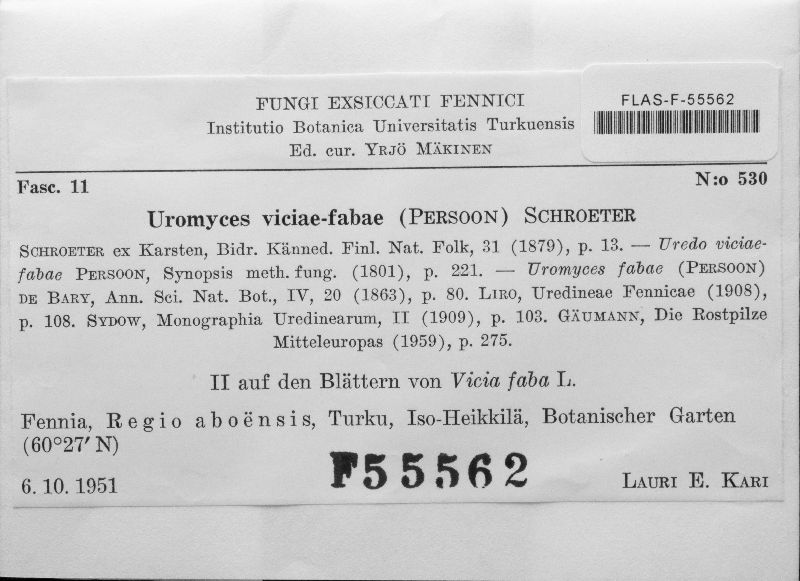 FUNGI EXSICCATI FENNICI
Institutio Botanica Universitatis Turkuensis
Ed. cur. YRJÖ MÄKINEN
FLAS-F-55562
Fasc. 11
N:o 530
Uromyces viciae-fabae (PERSOON) SCHROETER
SCHROETER ex Karsten, Bidr. Känned. Finl. Nat. Folk, 31 (1879), p. 13. — Uredo viciae-
fabae PERSOON, Synopsis meth. fung. (1801), p. 221. — Uromyces fabae (PERSOON)
DE BARY, Ann. Sci. Nat. Bot., IV, 20 (1863), p. 80. LIRO, Uredineae Fennicae (1908),
p. 108. SYDOW, Monographia Uredinearum, II (1909), p. 103. GÄUMANN, Die Rostpilze
Mitteleuropas (1959), p. 275.
II auf den Blättern von Vicia faba L.
Fennia, Regio aboënsis, Turku, Iso-Heikkilä, Botanischer Garten
(60°27′ N)
6. 10. 1951
F55562
LAURI E. KARI